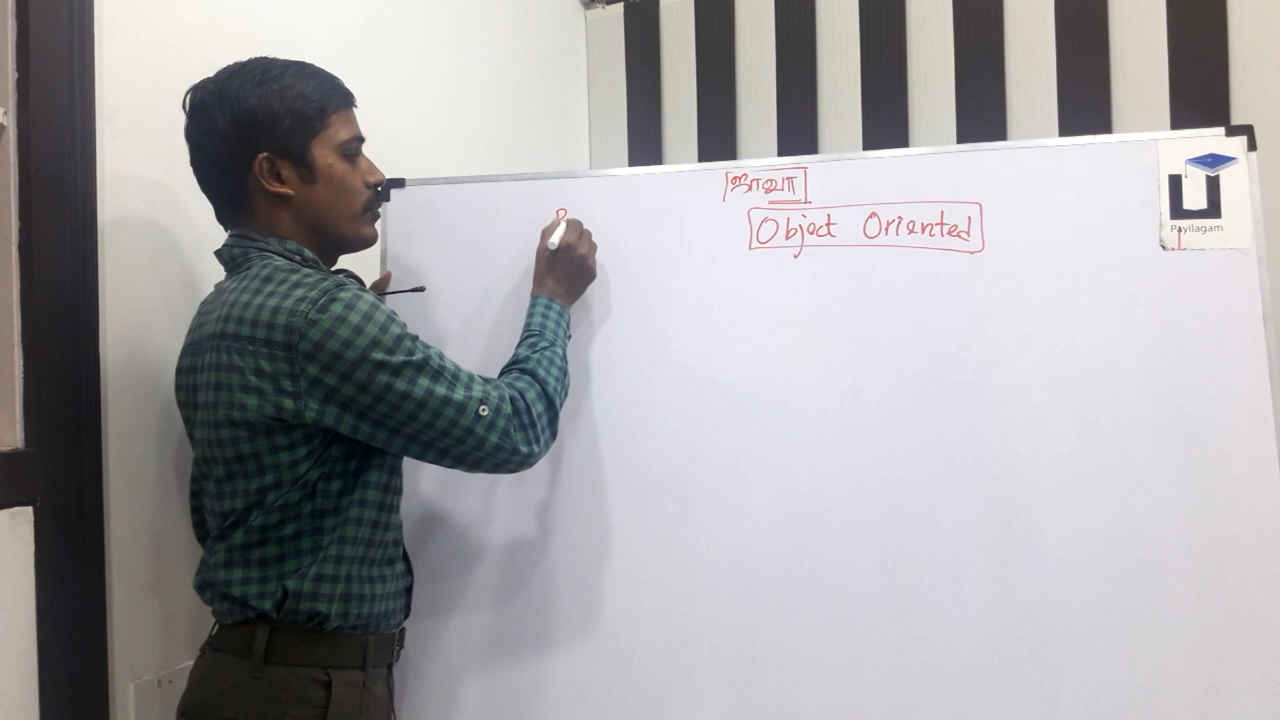 ஜாவா
Object Oriented
Payilagam